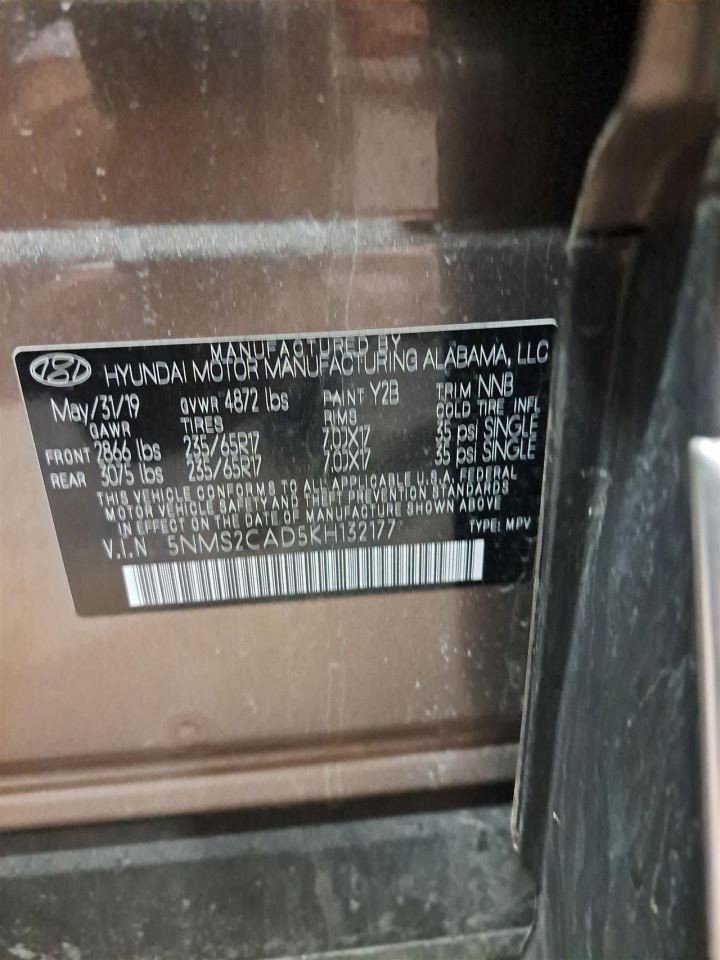 MANUFACTURED BY
HYUNDAI MOTOR MANUFACTURING ALABAMA, LLC
May/31/19 GVWR 4872 lbs PAINT Y2B TRIM NNB
GAWR TIRES RIMS COLD TIRE INFL
FRONT 2866 lbs 235/65R17 7.0JX17 35 psi SINGLE
REAR 3075 lbs 235/65R17 7.0JX17 35 psi SINGLE
THIS VEHICLE CONFORMS TO ALL APPLICABLE U.S.A. FEDERAL
MOTOR VEHICLE SAFETY AND THEFT PREVENTION STANDARDS
IN EFFECT ON THE DATE OF MANUFACTURE SHOWN ABOVE
V.I.N 5NMS2CAD5KH132177 TYPE: MPV